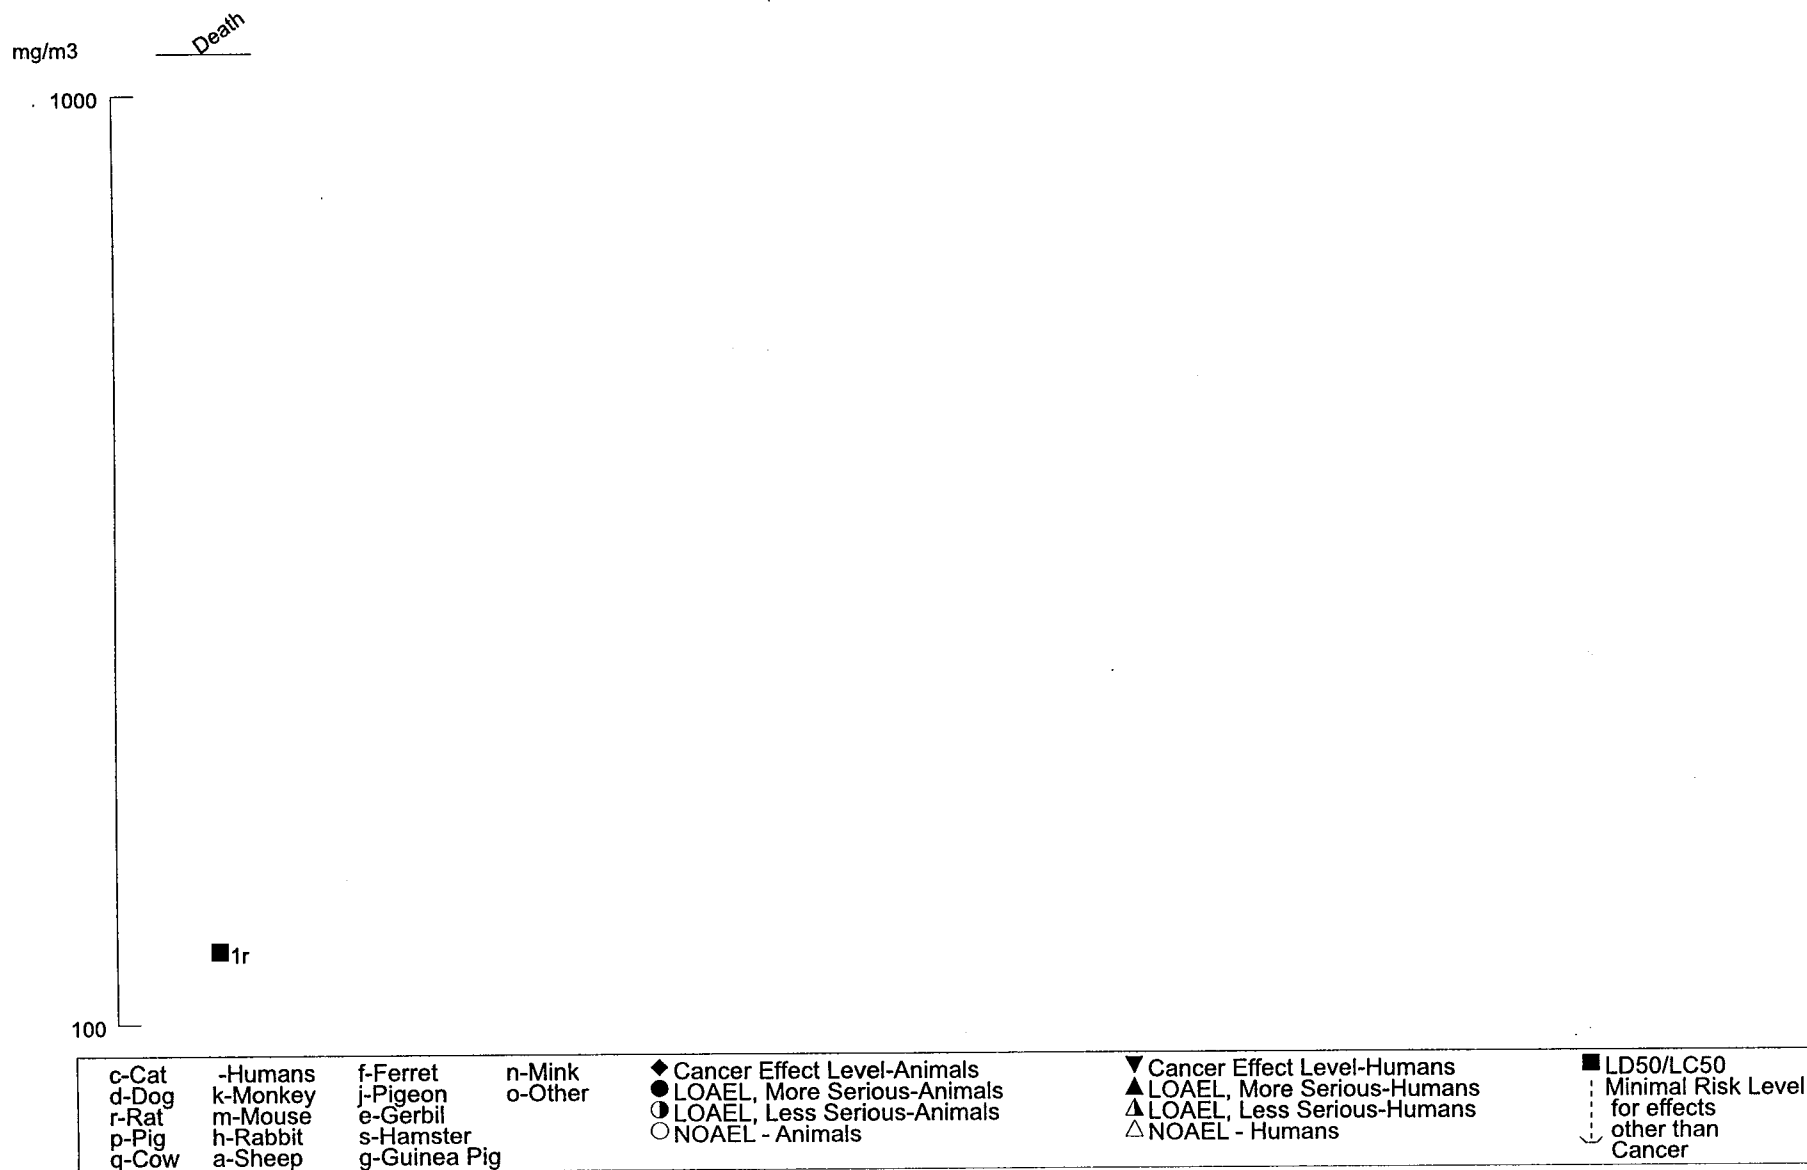 Death
mg/m3
1000
1r
100
c-Cat -Humans f-Ferret n-Mink
d-Dog k-Monkey j-Pigeon o-Other
r-Rat m-Mouse e-Gerbil
p-Pig h-Rabbit s-Hamster
q-Cow a-Sheep g-Guinea Pig
Cancer Effect Level-Animals
LOAEL, More Serious-Animals
LOAEL, Less Serious-Animals
NOAEL - Animals
Cancer Effect Level-Humans
LOAEL, More Serious-Humans
LOAEL, Less Serious-Humans
NOAEL - Humans
LD50/LC50
Minimal Risk Level
for effects
other than
Cancer